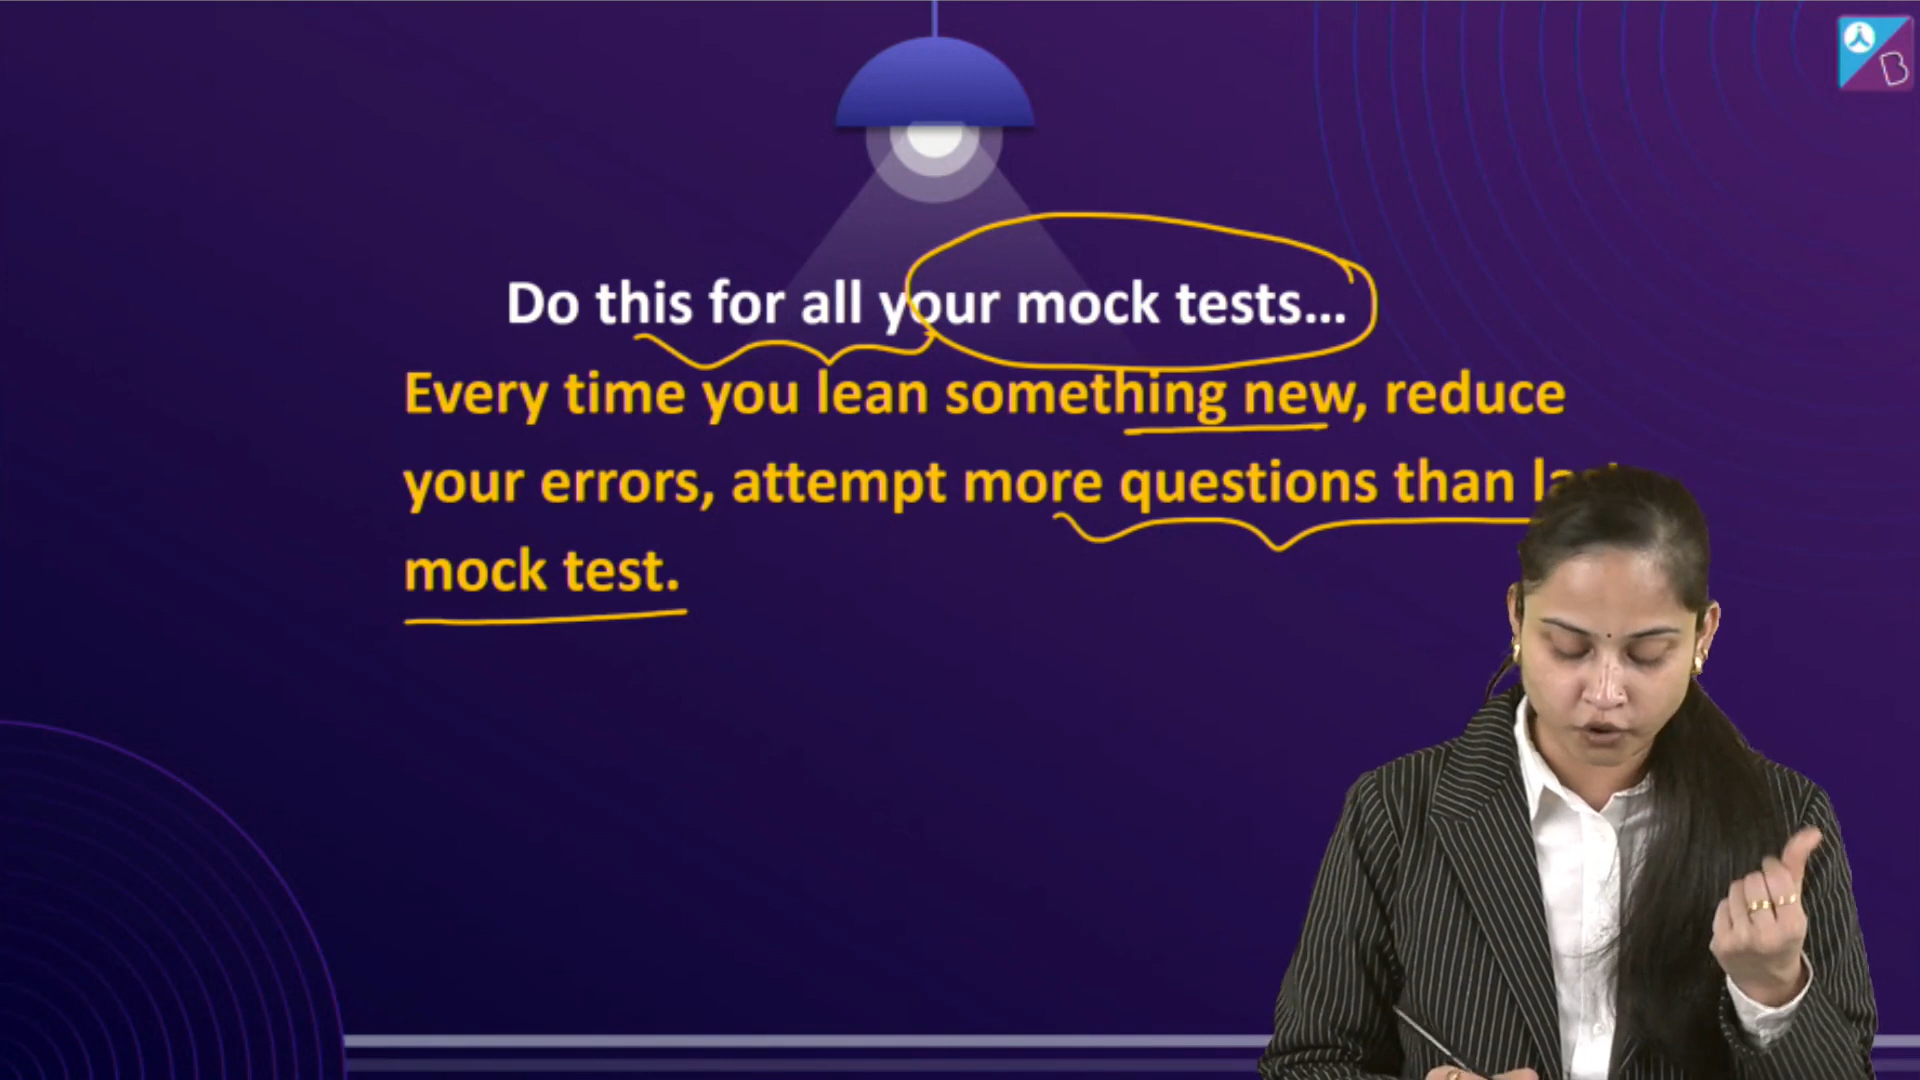 Do this for all your mock tests...
Every time you lean something new, reduce
your errors, attempt more questions than
mock test.
B